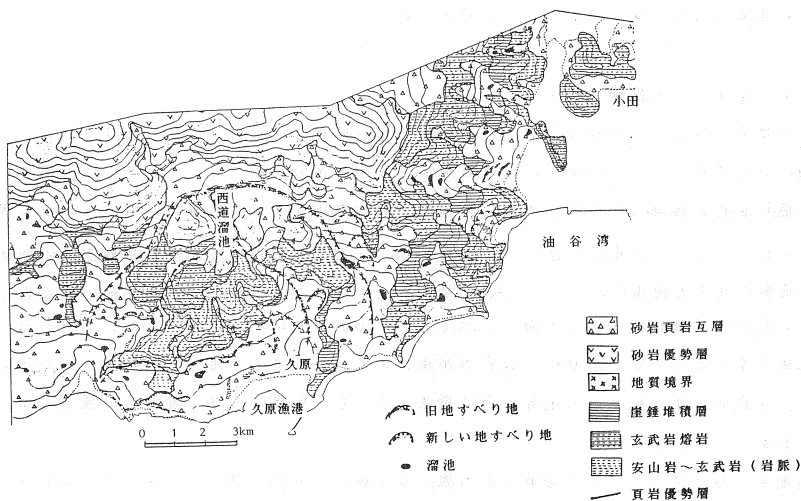 小田
西道溜池
油谷湾
久原
久原漁港
0 1 2 3km
旧地すべり地
新しい地すべり地
溜池
砂岩頁岩互層
砂岩優勢層
地質境界
崖錐堆積層
玄武岩熔岩
安山岩～玄武岩（岩脈）
頁岩優勢層